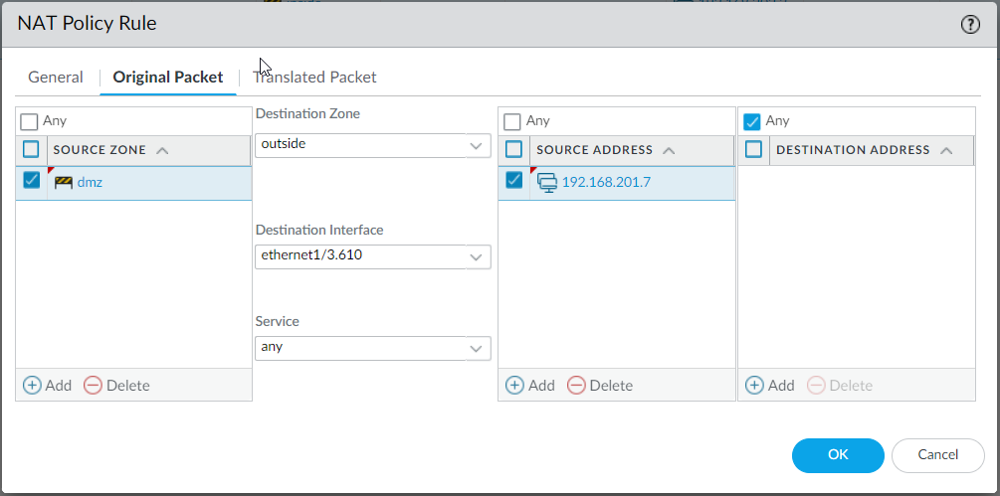 NAT Policy Rule
General
Original Packet
Translated Packet
Any
SOURCE ZONE
dmz
Add
Delete
Destination Zone
outside
Destination Interface
ethernet1/3.610
Service
any
Any
SOURCE ADDRESS
192.168.201.7
Add
Delete
Any
DESTINATION ADDRESS
Add
Delete
OK
Cancel